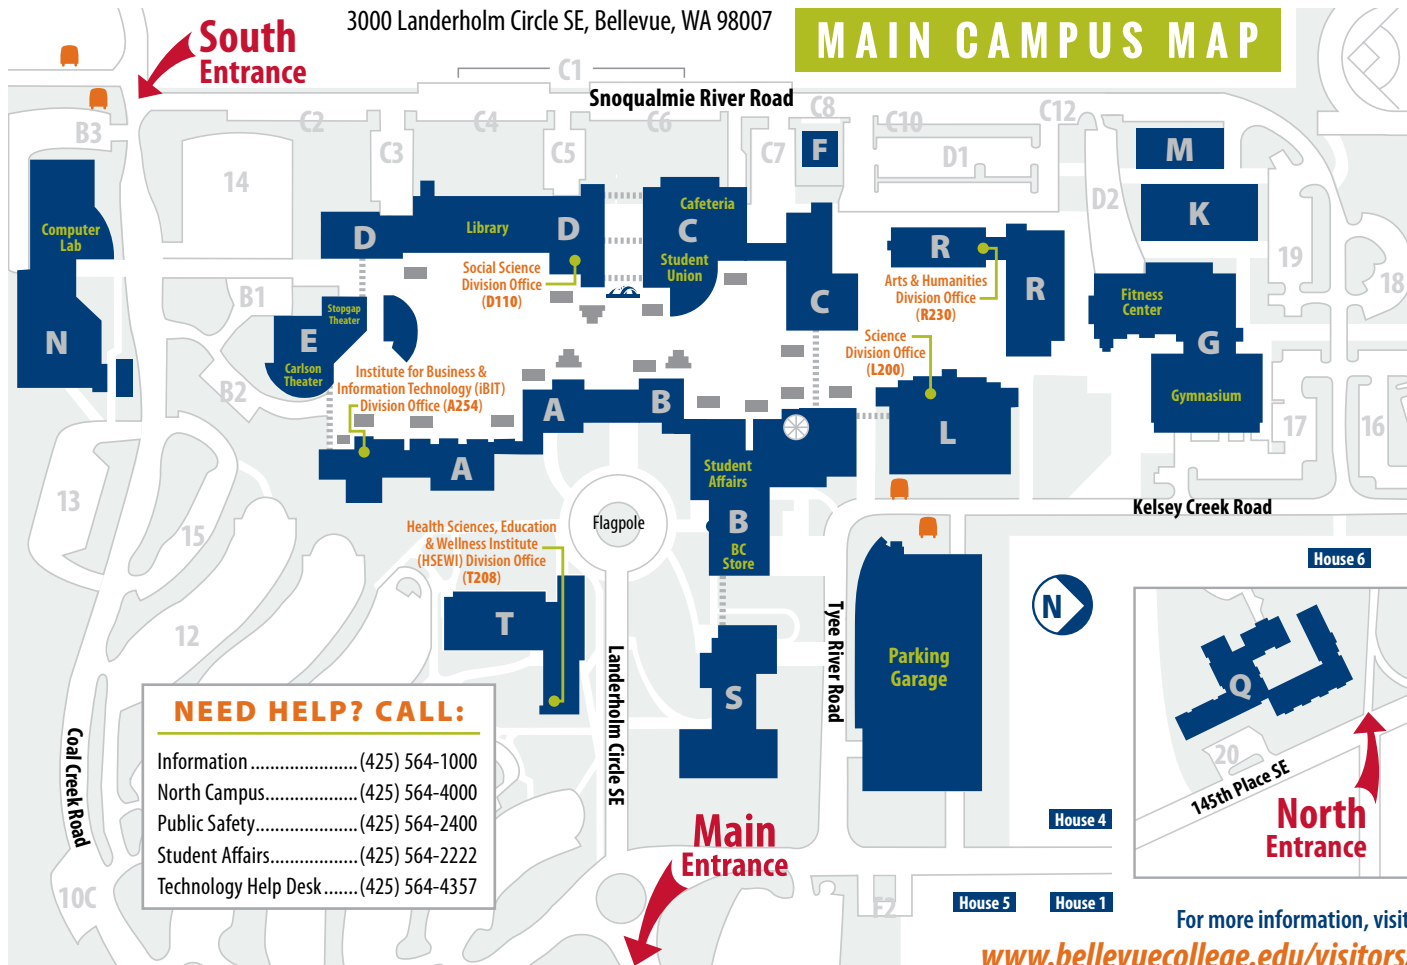 3000 Landerholm Circle SE, Bellevue, WA 98007
MAIN CAMPUS MAP
South
Entrance
C1
Snoqualmie River Road
B3
C2
C3
C4
C5
C6
C7
C8
C10
C12
D1
D2
14
F
M
K
Computer
Lab
N
D
Library
D
Cafeteria
C
Student
Union
C
R
R
19
18
Social Science
Division Office
(D110)
Arts & Humanities
Division Office
(R230)
Fitness
Center
G
Gymnasium
B1
Stopgap
Theater
E
Carlson
Theater
B2
Science
Division Office
(L200)
Institute for Business &
Information Technology (iBIT)
Division Office (A254)
A
B
A
L
17
16
13
15
Student
Affairs
B
BC
Store
Flagpole
Kelsey Creek Road
Health Sciences, Education
& Wellness Institute
(HSEWI) Division Office
(T208)
House 6
N
12
T
S
Tyee River Road
Landerholm Circle SE
Parking
Garage
Q
20
145th Place SE
North
Entrance
Coal Creek Road
NEED HELP? CALL:
Information ...................... (425) 564-1000
North Campus................... (425) 564-4000
Public Safety..................... (425) 564-2400
Student Affairs.................. (425) 564-2222
Technology Help Desk ....... (425) 564-4357
10C
Main
Entrance
House 4
F2
House 5
House 1
For more information, visit
www.bellevuecollege.edu/visitors/